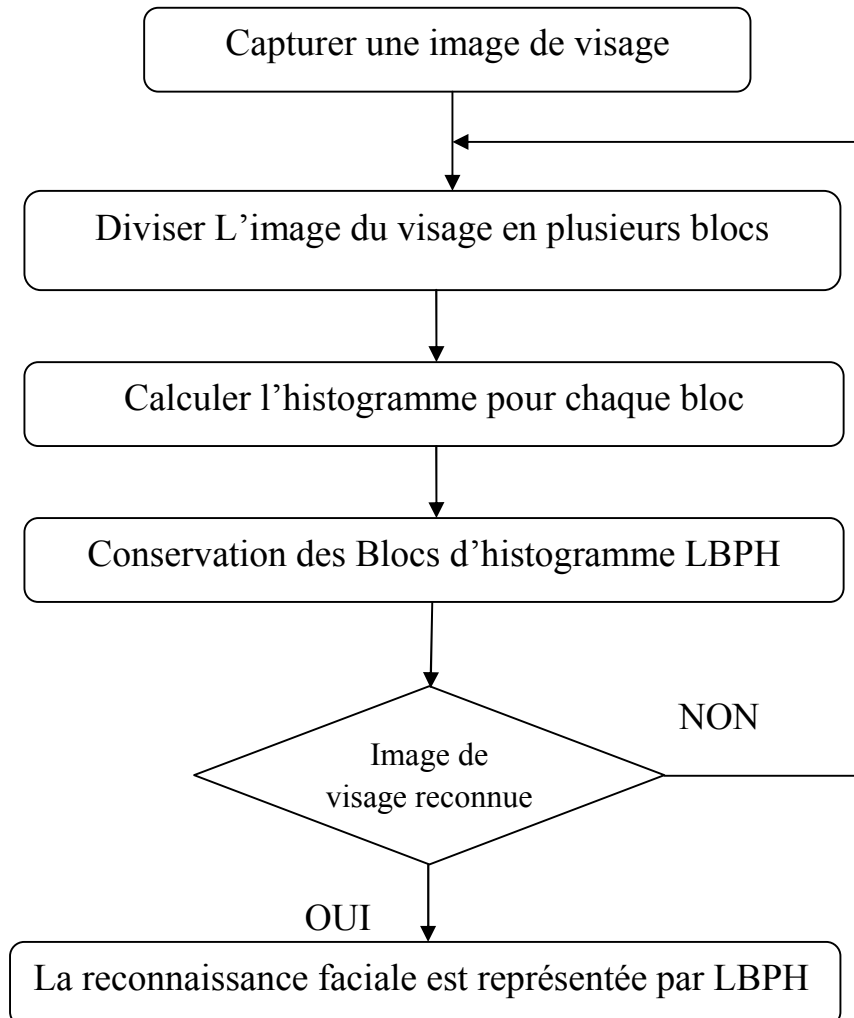 Capturer une image de visage
Diviser L’image du visage en plusieurs blocs
Calculer l’histogramme pour chaque bloc
Conservation des Blocs d’histogramme LBPH
NON
Image de
visage reconnue
OUI
La reconnaissance faciale est représentée par LBPH